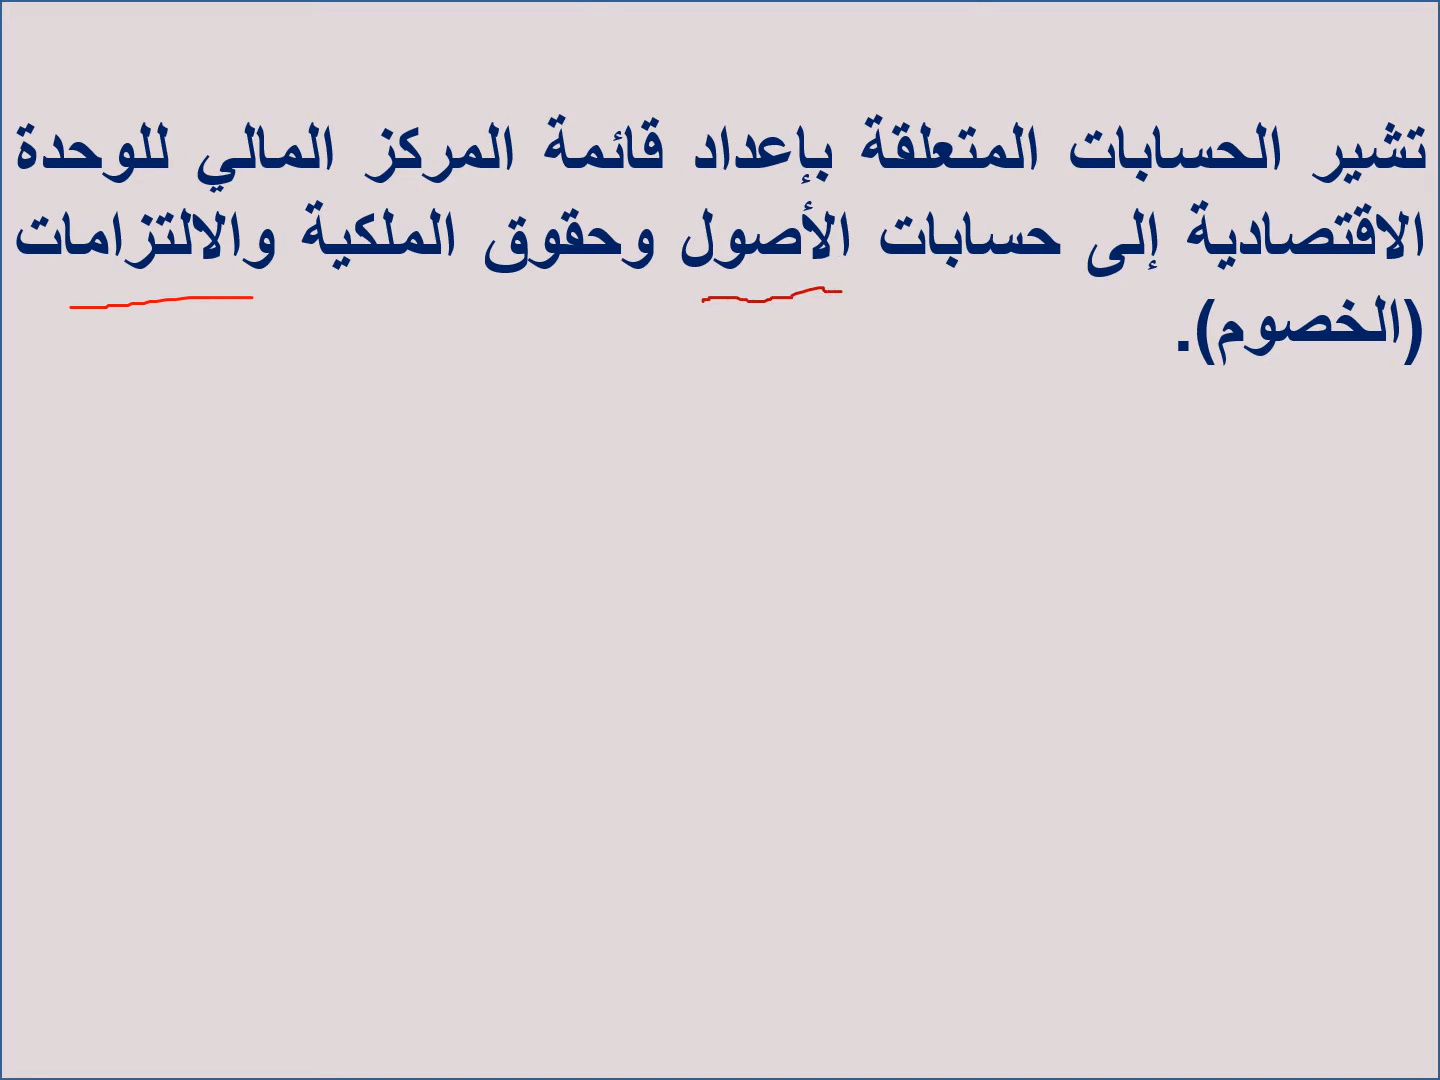 تشير الحسابات المتعلقة بإعداد قائمة المركز المالي للوحدة
الاقتصادية إلى حسابات الأصول وحقوق الملكية والالتزامات
(الخصوم).